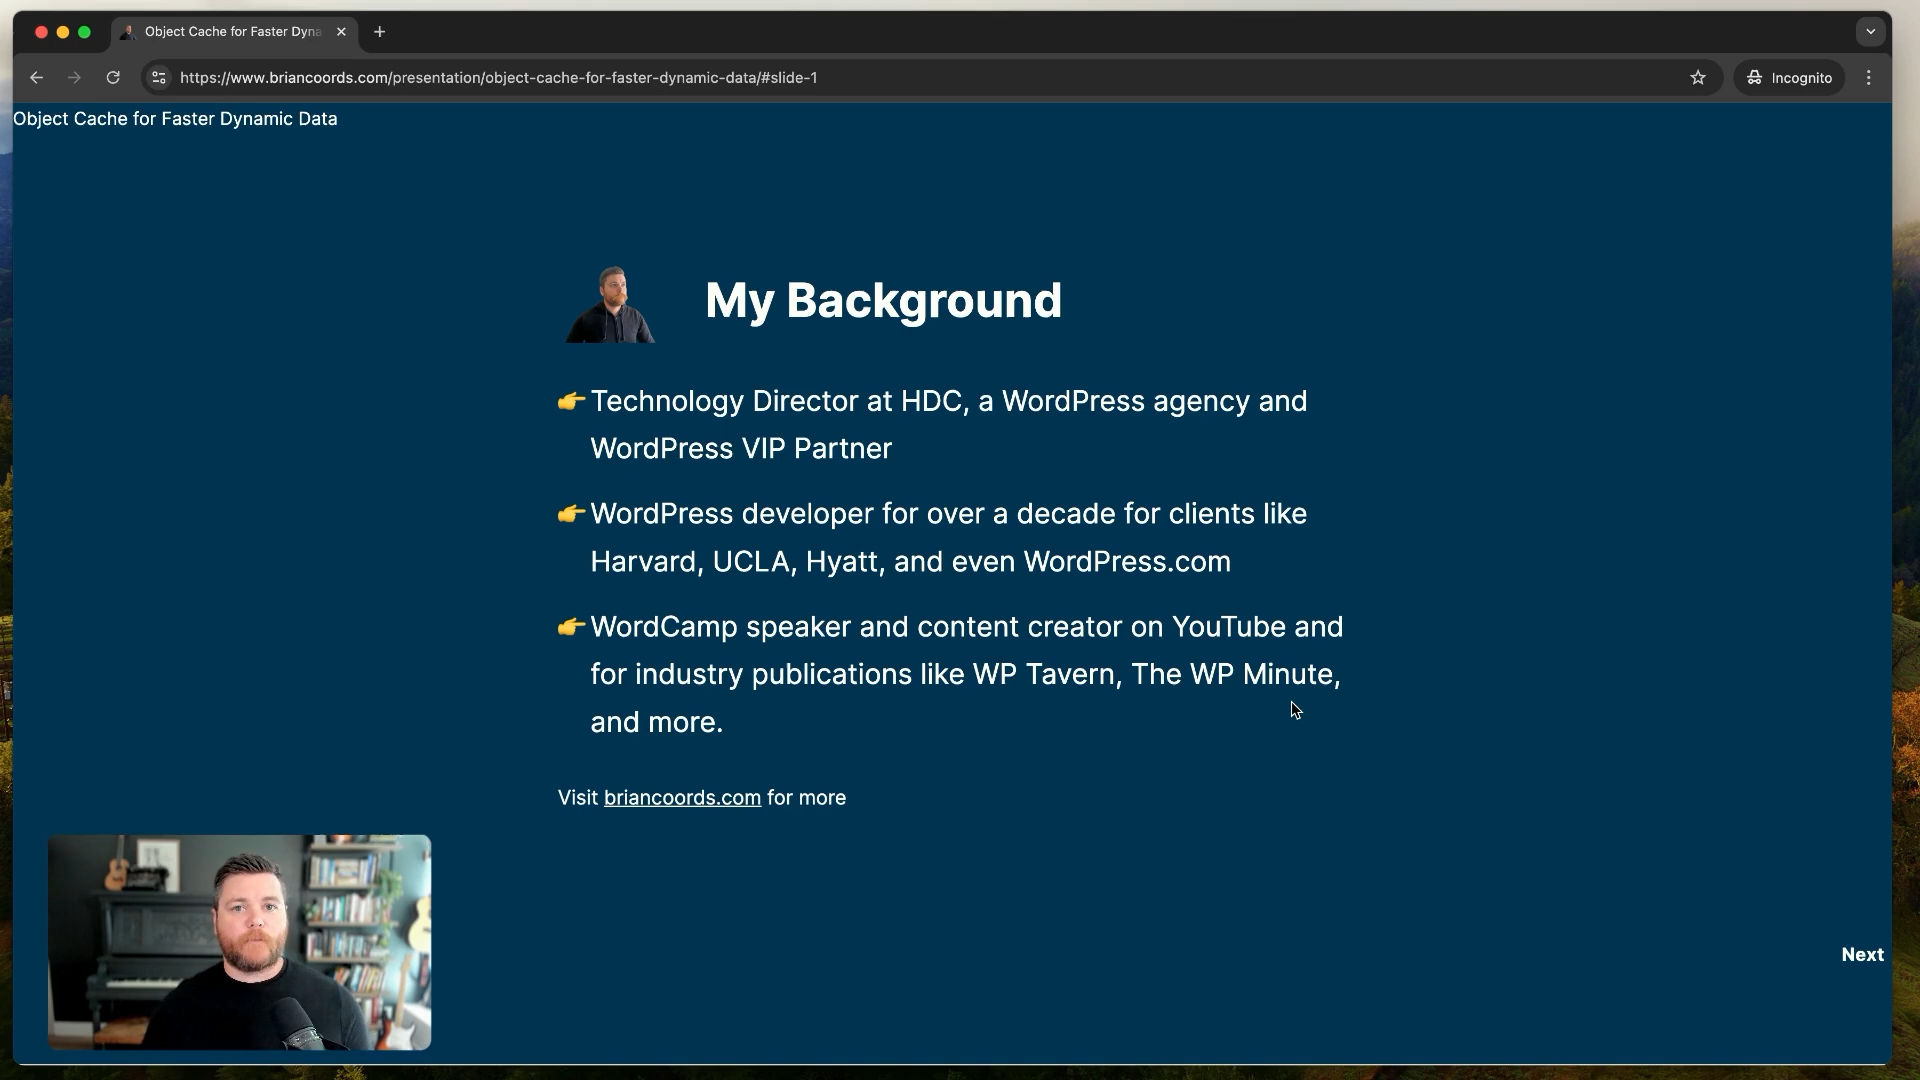 Object Cache for Faster Dyna
https://www.briancoords.com/presentation/object-cache-for-faster-dynamic-data/#slide-1
Incognito
Object Cache for Faster Dynamic Data
My Background
👉 Technology Director at HDC, a WordPress agency and
WordPress VIP Partner
👉 WordPress developer for over a decade for clients like
Harvard, UCLA, Hyatt, and even WordPress.com
👉 WordCamp speaker and content creator on YouTube and
for industry publications like WP Tavern, The WP Minute,
and more.
Visit briancoords.com for more
Next